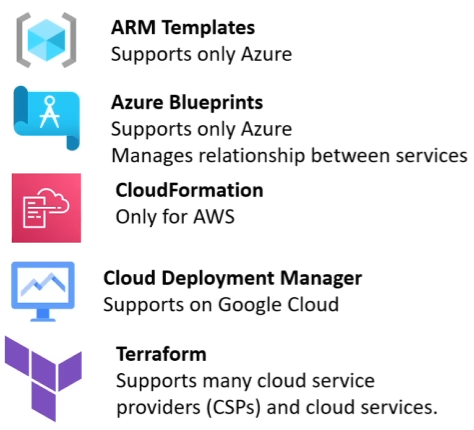 ARM Templates
Supports only Azure
Azure Blueprints
Supports only Azure
Manages relationship between services
CloudFormation
Only for AWS
Cloud Deployment Manager
Supports on Google Cloud
Terraform
Supports many cloud service
providers (CSPs) and cloud services.